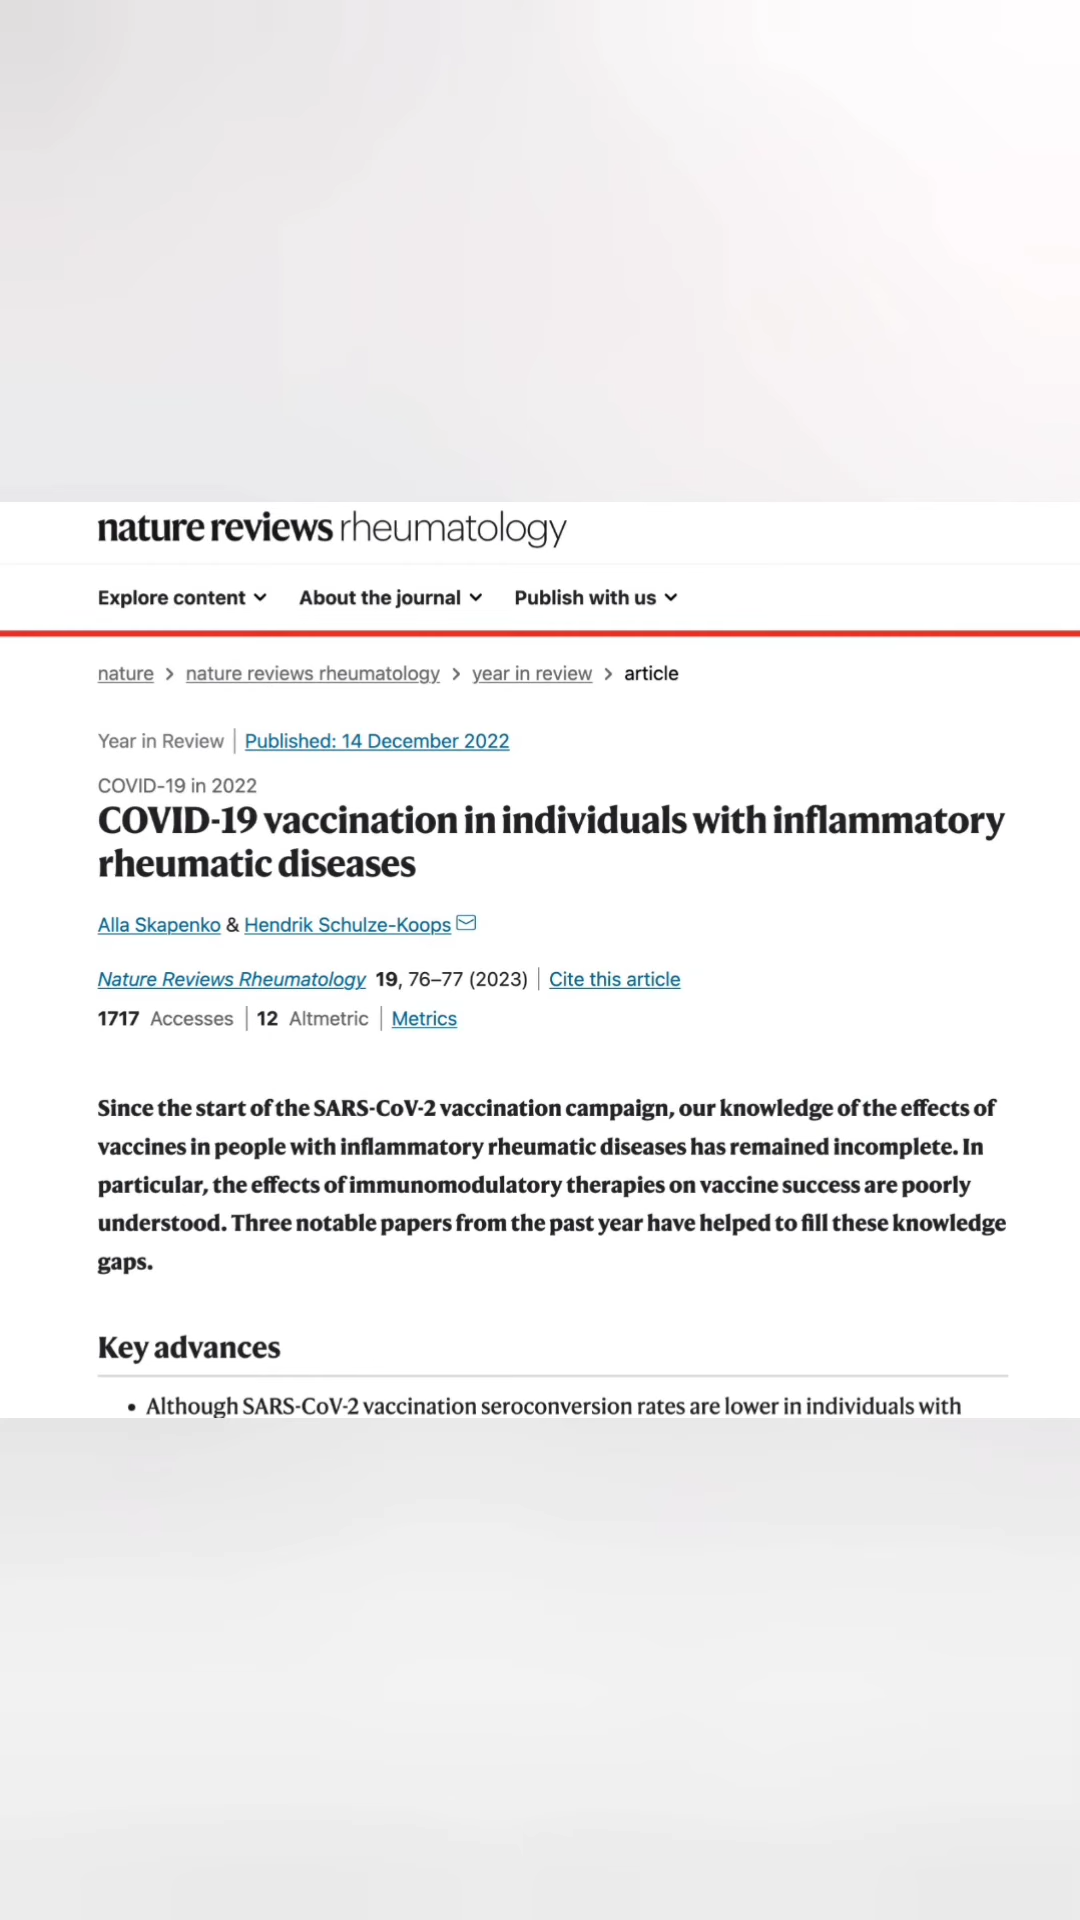 nature reviews rheumatology
Explore content About the journal Publish with us
nature > nature reviews rheumatology > year in review > article
Year in Review | Published: 14 December 2022
COVID-19 in 2022
COVID-19 vaccination in individuals with inflammatory
rheumatic diseases
Alla Skapenko & Hendrik Schulze-Koops
Nature Reviews Rheumatology 19, 76–77 (2023) | Cite this article
1717 Accesses | 12 Altmetric | Metrics
Since the start of the SARS-CoV-2 vaccination campaign, our knowledge of the effects of
vaccines in people with inflammatory rheumatic diseases has remained incomplete. In
particular, the effects of immunomodulatory therapies on vaccine success are poorly
understood. Three notable papers from the past year have helped to fill these knowledge
gaps.
Key advances
• Although SARS-CoV-2 vaccination seroconversion rates are lower in individuals with